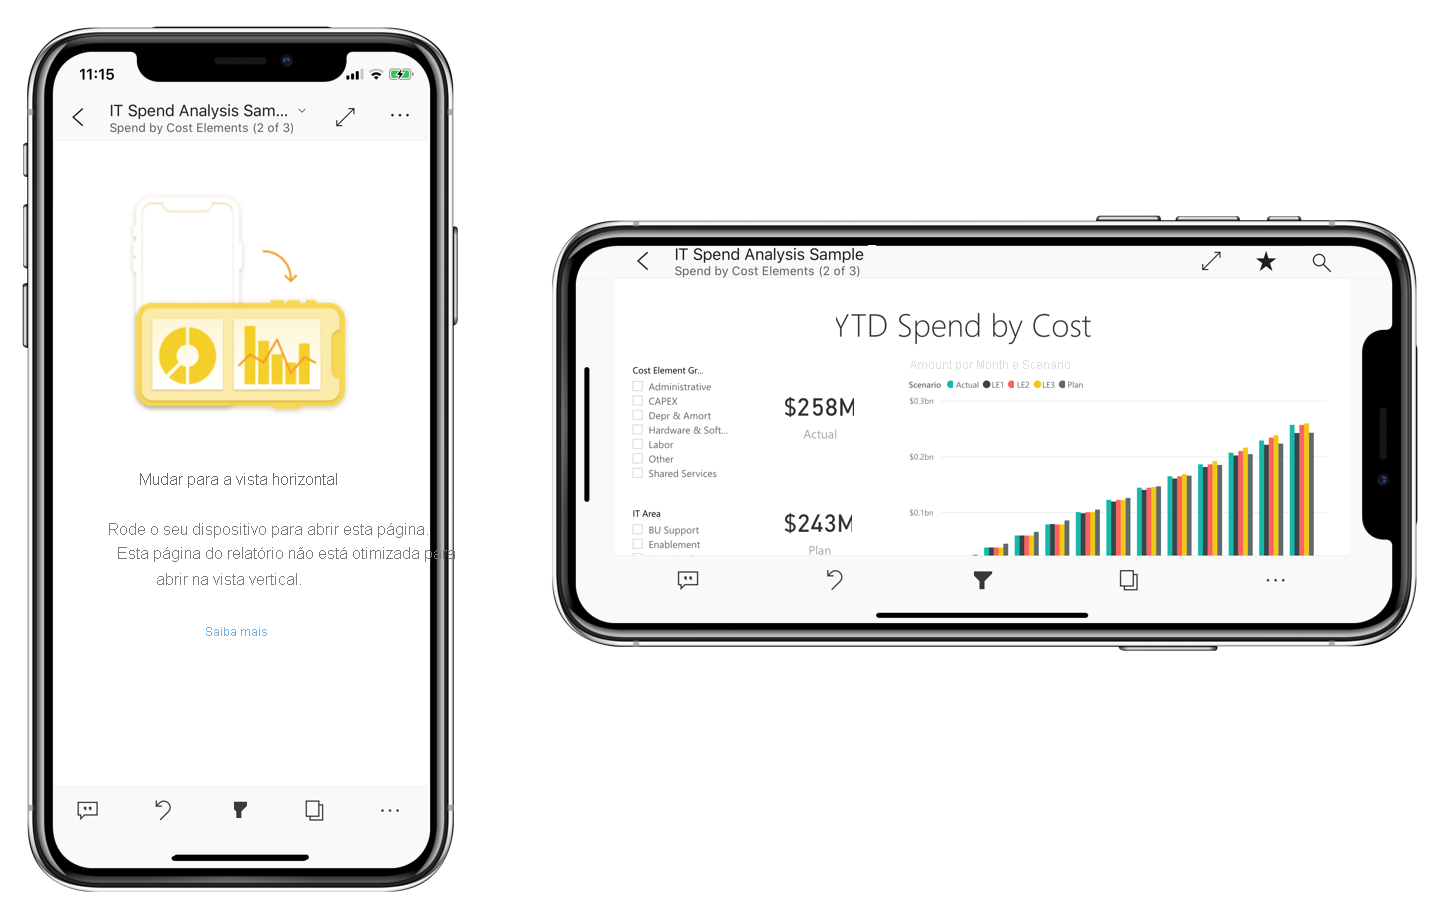 11:15
IT Spend Analysis Sam...
Spend by Cost Elements (2 of 3)
Mudar para a vista horizontal
Rode o seu dispositivo para abrir esta página.
Esta página do relatório não está otimizada para
abrir na vista vertical.
Saiba mais
IT Spend Analysis Sample
Spend by Cost Elements (2 of 3)
YTD Spend by Cost
Cost Element Gr...
Administrative
CAPEX
Depr & Amort
Hardware & Soft...
Labor
Other
Shared Services
IT Area
BU Support
Enablement
$258M
Actual
$243M
Plan
Amount por Month e Scenario
Scenario Actual LE1 LE2 LE3 Plan
$0.3bn
$0.2bn
$0.1bn